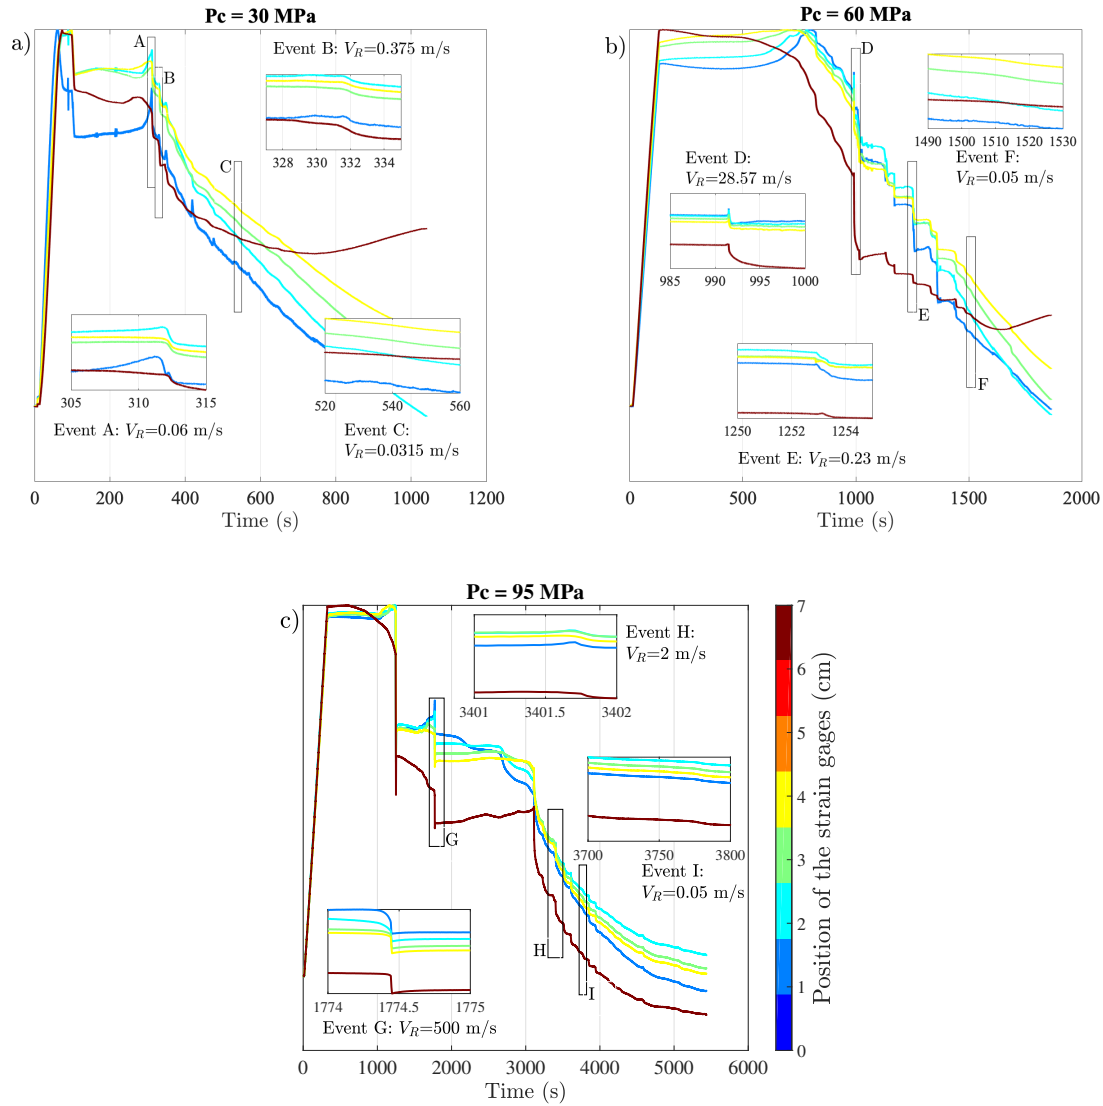 Pc = 30 MPa
a)
A
Event B: V_R=0.375 m/s
B
328 330 332 334
C
305 310 315
520 540 560
Event A: V_R=0.06 m/s
Event C:
V_R=0.0315 m/s
0 200 400 600 800 1000 1200
Time (s)
Pc = 60 MPa
b)
D
1490 1500 1510 1520 1530
Event F:
V_R=0.05 m/s
Event D:
V_R=28.57 m/s
985 990 995 1000
E
1250 1252 1254
F
Event E: V_R=0.23 m/s
0 500 1000 1500 2000
Time (s)
Pc = 95 MPa
c)
Event H:
V_R=2 m/s
3401 3401.5 3402
G
3700 3750 3800
Event I:
V_R=0.05 m/s
H
I
1774 1774.5 1775
Event G: V_R=500 m/s
0 1000 2000 3000 4000 5000 6000
Time (s)
7
6
5
4
3
2
1
0
Position of the strain gages (cm)